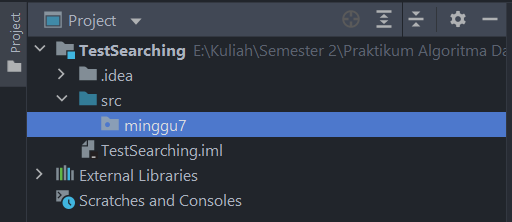 Project
Project
TestSearching E:\Kuliah\Semester 2\Praktikum Algoritma Da
.idea
src
minggu7
TestSearching.iml
External Libraries
Scratches and Consoles